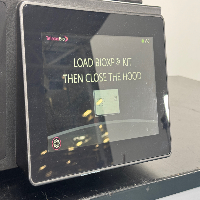 LOAD BIOXP & KIT
THEN CLOSE THE HOOD